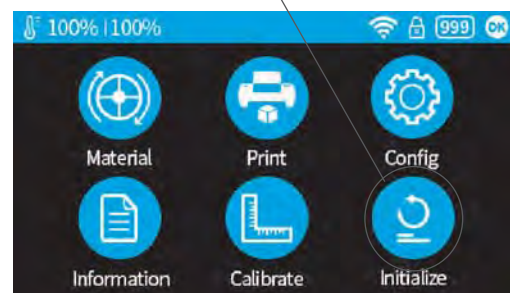 100% | 100% 999 OK
Material Print Config
Information Calibrate Initialize